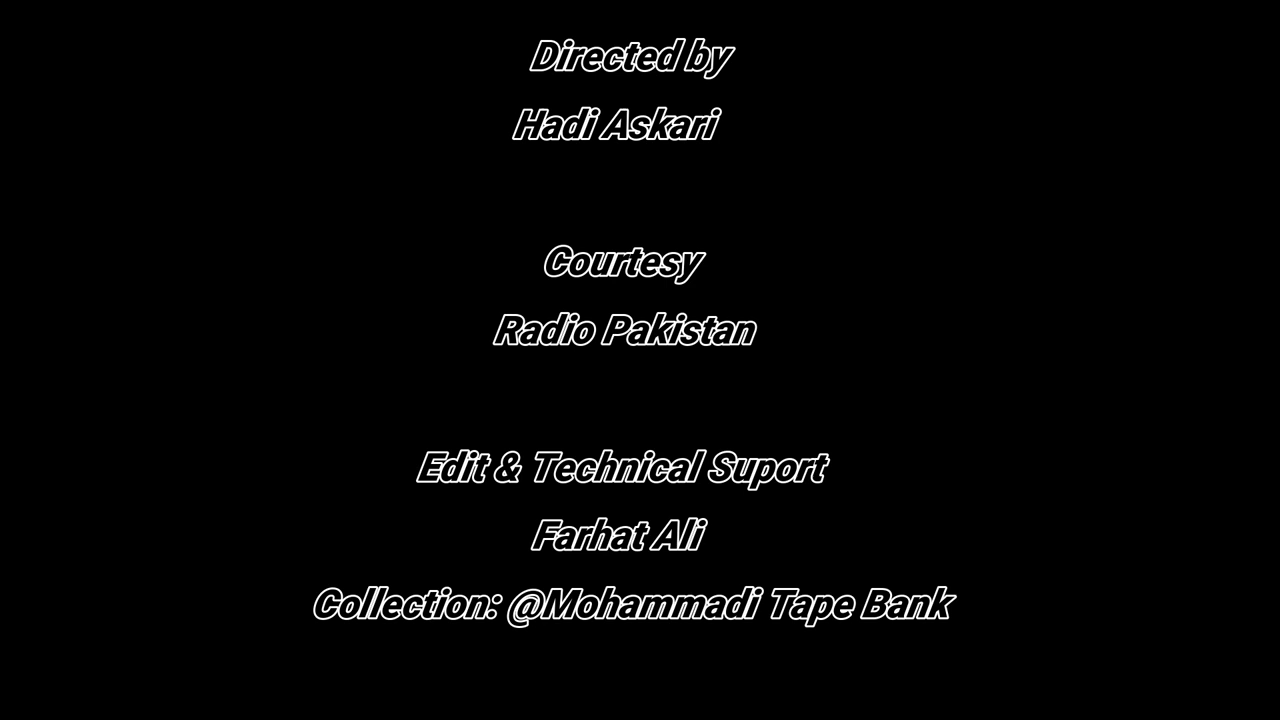 Directed by
Hadi Askari
Courtesy
Radio Pakistan
Edit & Technical Suport
Farhat Ali
Collection: @Mohammadi Tape Bank